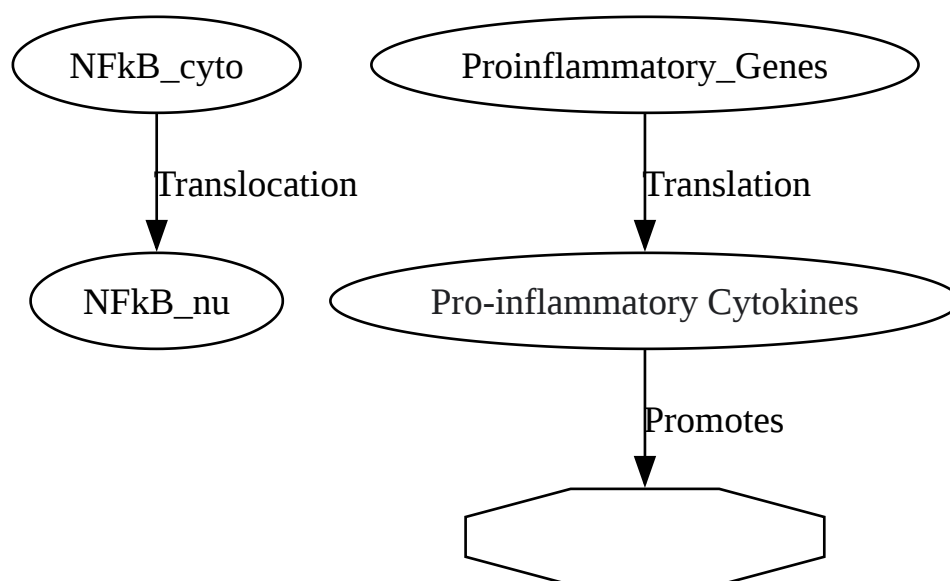 NFkB_cyto
Proinflammatory_Genes
Translocation
Translation
NFkB_nu
Pro-inflammatory Cytokines
Promotes